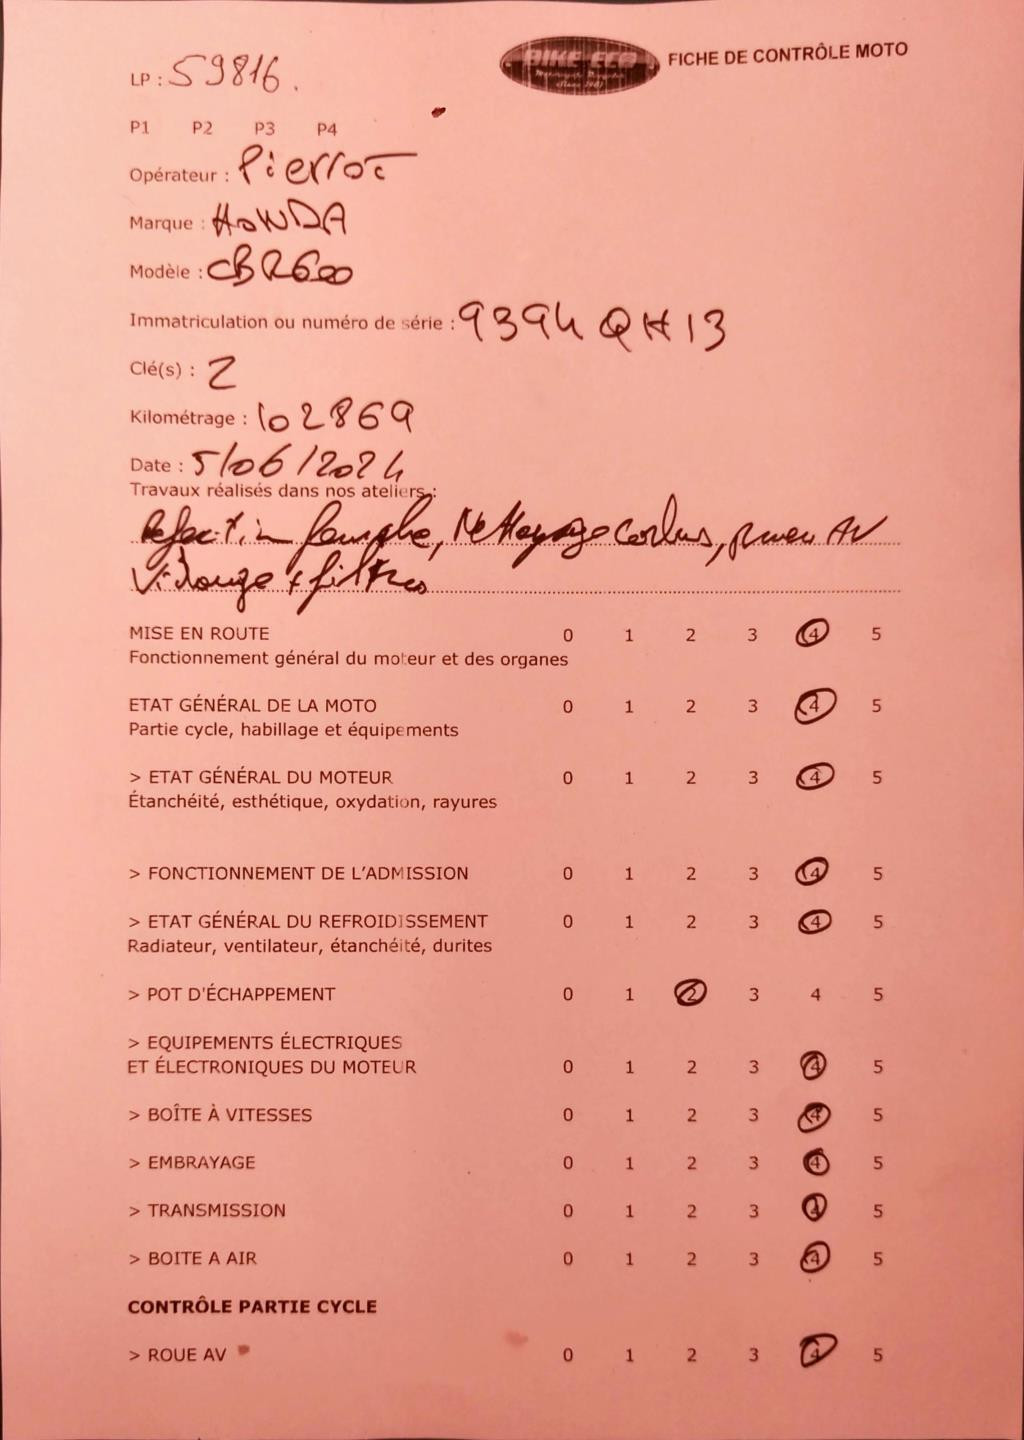 LP : 59816.
BIKE-ECO FICHE DE CONTRÔLE MOTO
P1 P2 P3 P4
Opérateur : Pierrot
Marque : HONDA
Modèle : CBR600
Immatriculation ou numéro de série : 9394 QH 13
Clé(s) : 2
Kilométrage : 102869
Date : 5/06/2024
Travaux réalisés dans nos ateliers :
Refection fourche, Nettoyage carbus, pneu AV
Vidange + filtres
MISE EN ROUTE 0 1 2 3 4 5
Fonctionnement général du moteur et des organes
ETAT GÉNÉRAL DE LA MOTO 0 1 2 3 4 5
Partie cycle, habillage et équipements
> ETAT GÉNÉRAL DU MOTEUR 0 1 2 3 4 5
Étanchéité, esthétique, oxydation, rayures
> FONCTIONNEMENT DE L'ADMISSION 0 1 2 3 4 5
> ETAT GÉNÉRAL DU REFROIDISSEMENT 0 1 2 3 4 5
Radiateur, ventilateur, étanchéité, durites
> POT D'ÉCHAPPEMENT 0 1 2 3 4 5
> EQUIPEMENTS ÉLECTRIQUES
ET ÉLECTRONIQUES DU MOTEUR 0 1 2 3 4 5
> BOÎTE À VITESSES 0 1 2 3 4 5
> EMBRAYAGE 0 1 2 3 4 5
> TRANSMISSION 0 1 2 3 4 5
> BOITE A AIR 0 1 2 3 4 5
CONTRÔLE PARTIE CYCLE
> ROUE AV 0 1 2 3 4 5